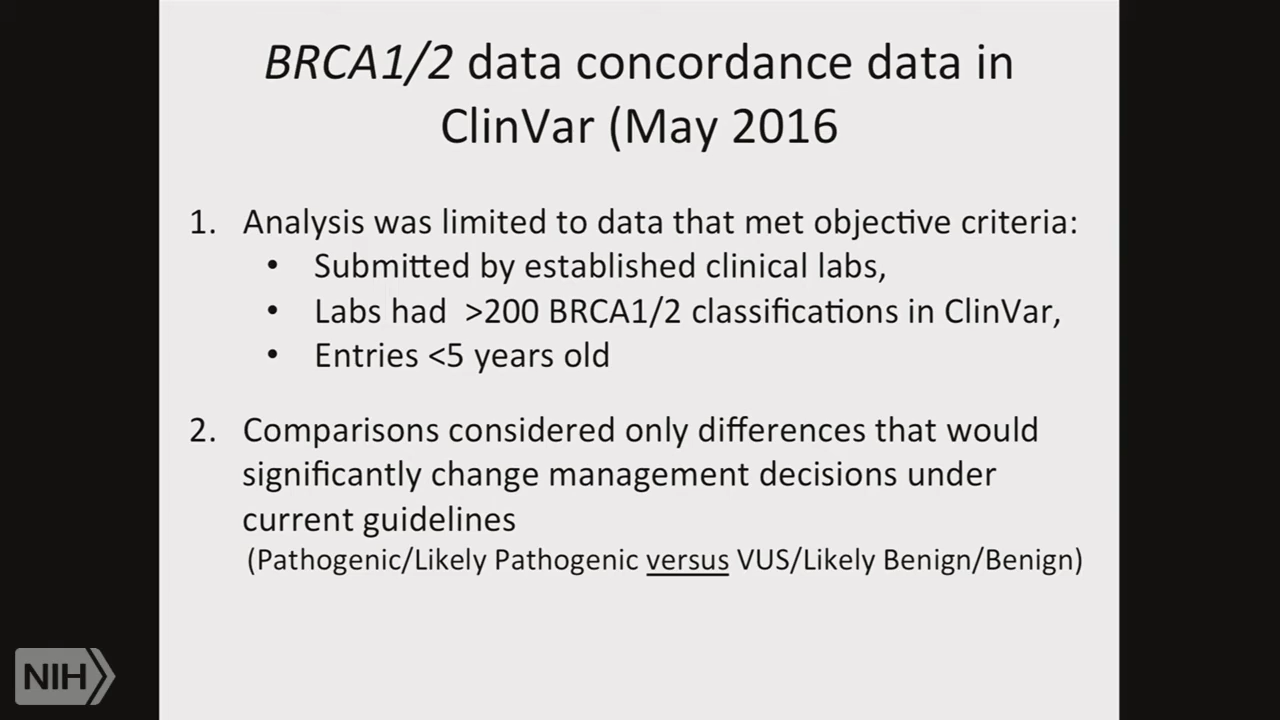 BRCA1/2 data concordance data in
ClinVar (May 2016
1. Analysis was limited to data that met objective criteria:
• Submitted by established clinical labs,
• Labs had >200 BRCA1/2 classifications in ClinVar,
• Entries <5 years old
2. Comparisons considered only differences that would
significantly change management decisions under
current guidelines
(Pathogenic/Likely Pathogenic versus VUS/Likely Benign/Benign)
NIH